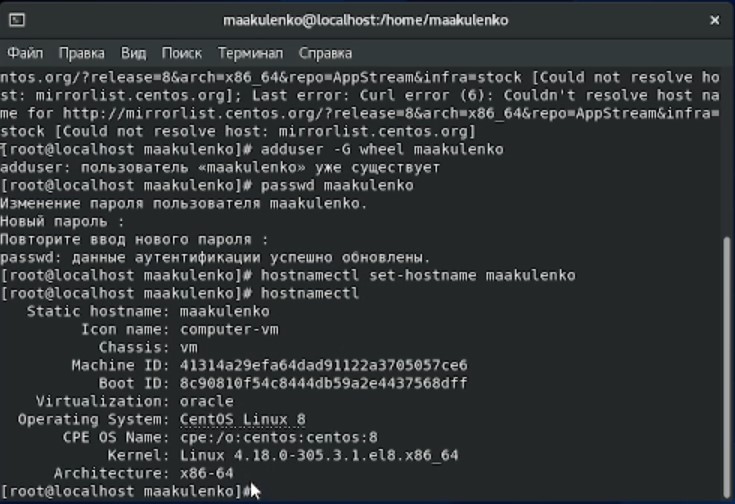 maakulenko@localhost:/home/maakulenko
Файл Правка Вид Поиск Терминал Справка
ntos.org/?release=8&arch=x86_64&repo=AppStream&infra=stock [Could not resolve ho
st: mirrorlist.centos.org]; Last error: Curl error (6): Couldn't resolve host na
me for http://mirrorlist.centos.org/?release=8&arch=x86_64&repo=AppStream&infra=
stock [Could not resolve host: mirrorlist.centos.org]
[root@localhost maakulenko]# adduser -G wheel maakulenko
adduser: пользователь «maakulenko» уже существует
[root@localhost maakulenko]# passwd maakulenko
Изменение пароля пользователя maakulenko.
Новый пароль :
Повторите ввод нового пароля :
passwd: данные аутентификации успешно обновлены.
[root@localhost maakulenko]# hostnamectl set-hostname maakulenko
[root@localhost maakulenko]# hostnamectl
Static hostname: maakulenko
Icon name: computer-vm
Chassis: vm
Machine ID: 41314a29efa64dad91122a3705057ce6
Boot ID: 8c90810f54c8444db59a2e4437568dff
Virtualization: oracle
Operating System: CentOS Linux 8
CPE OS Name: cpe:/o:centos:centos:8
Kernel: Linux 4.18.0-305.3.1.el8.x86_64
Architecture: x86-64
[root@localhost maakulenko]#